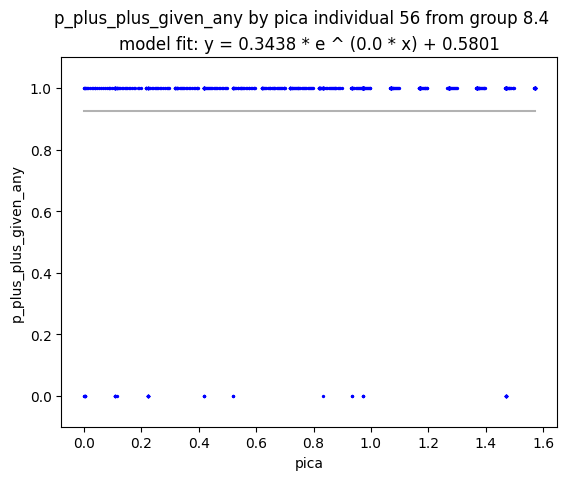 p_plus_plus_given_any by pica individual 56 from group 8.4
model fit: y = 0.3438 * e ^ (0.0 * x) + 0.5801
1.0
0.8
0.6
0.4
0.2
0.0
p_plus_plus_given_any
0.0 0.2 0.4 0.6 0.8 1.0 1.2 1.4 1.6
pica